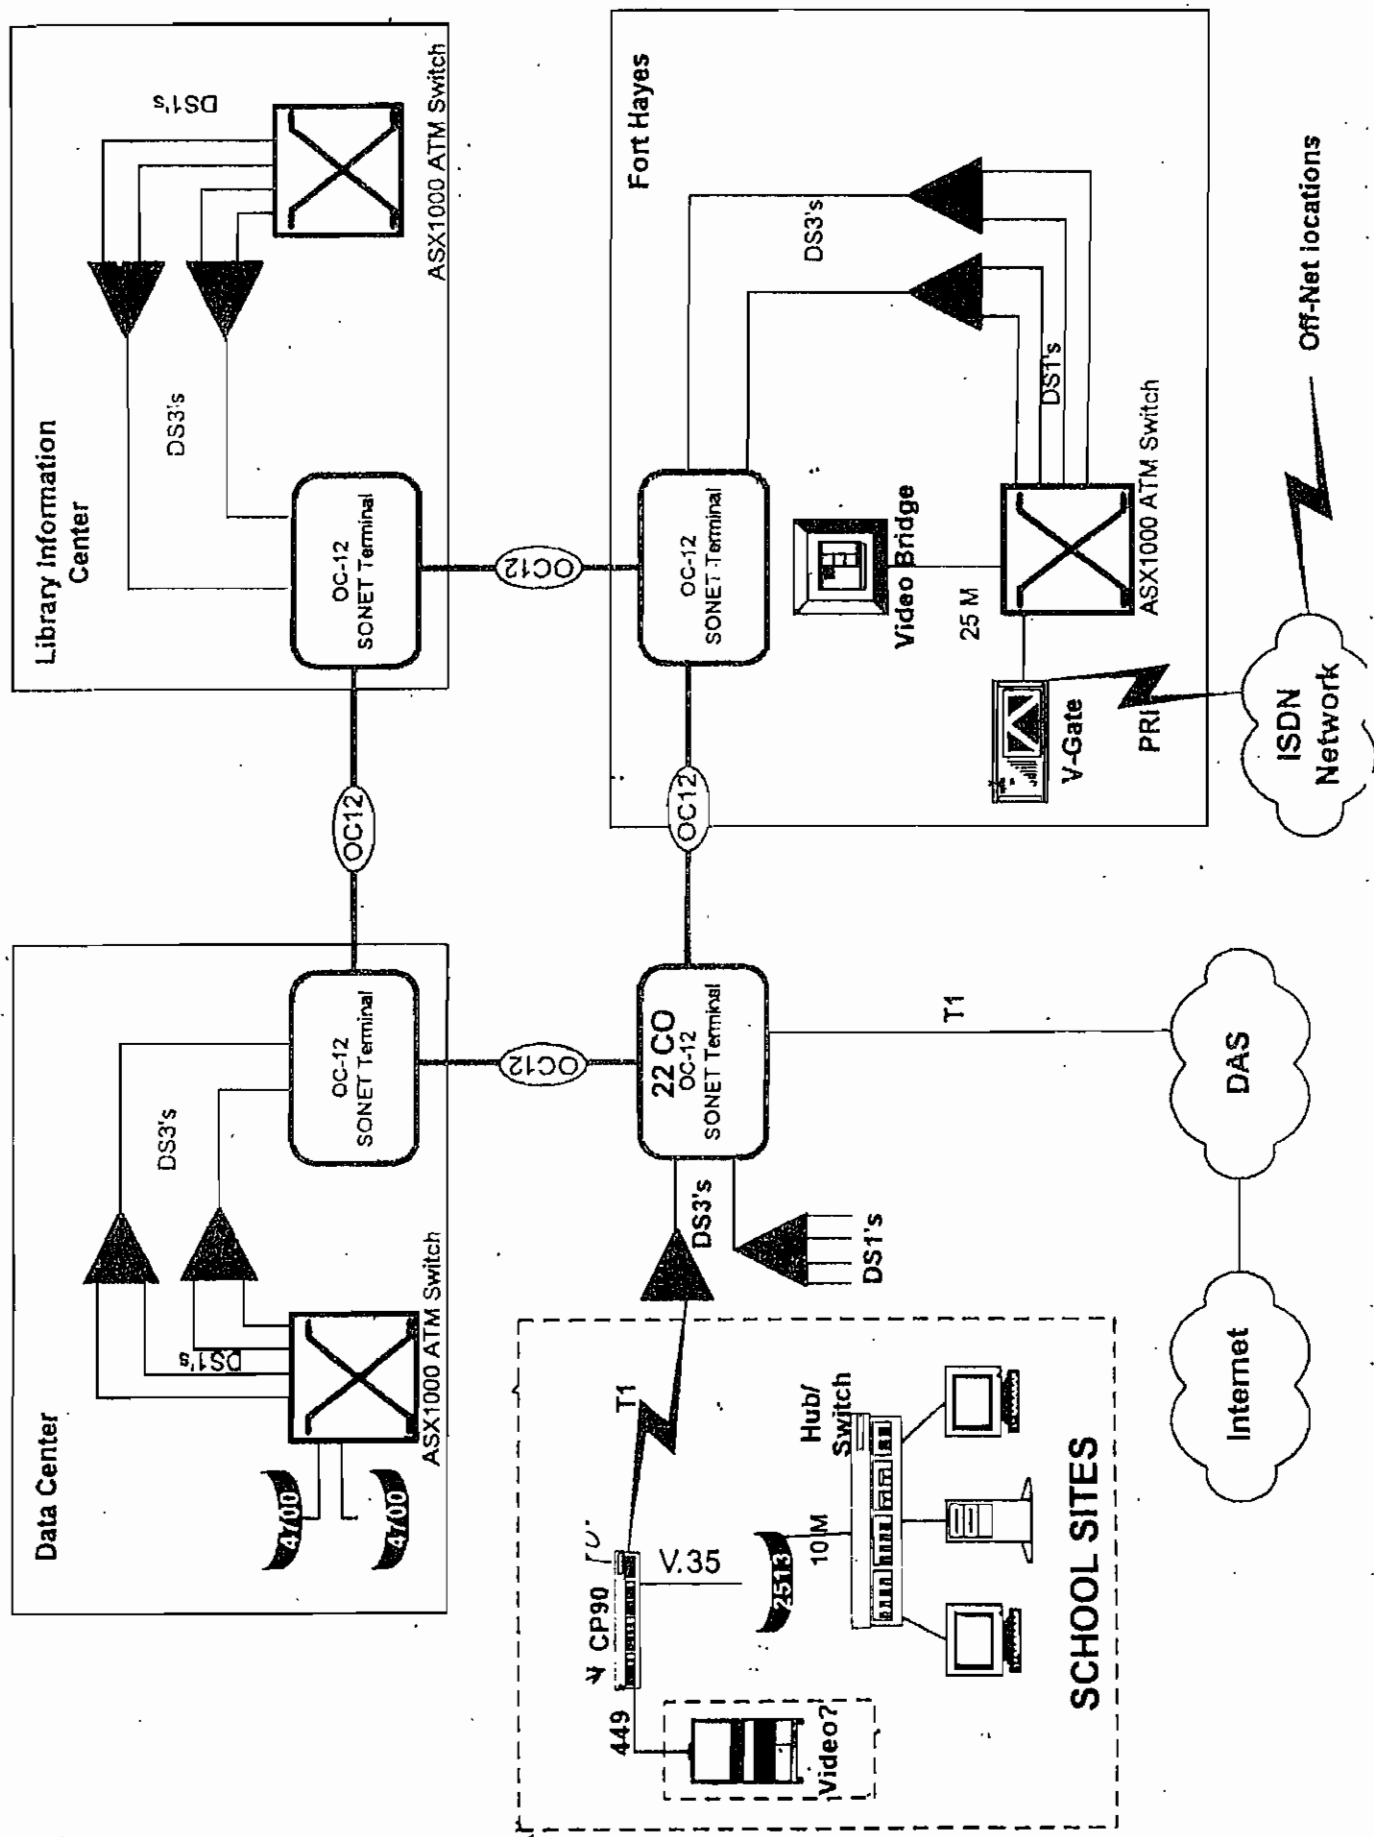 Data Center
4700
4700
DS1's
ASX1000 ATM Switch
DS3's
OC-12
SONET Terminal
OC12
Library Information
Center
OC-12
SONET Terminal
DS3's
DS1's
ASX1000 ATM Switch
OC12
OC12
449
CP90
T1
V.35
Video?
2513
10 M
Hub/
Switch
SCHOOL SITES
DS3's
DS1's
22 CO
OC-12
SONET Terminal
OC12
T1
Internet
DAS
Fort Hayes
OC-12
SONET Terminal
DS3's
DS1's
Video Bridge
25 M
ASX1000 ATM Switch
V-Gate
PRI
ISDN
Network
Off-Net locations